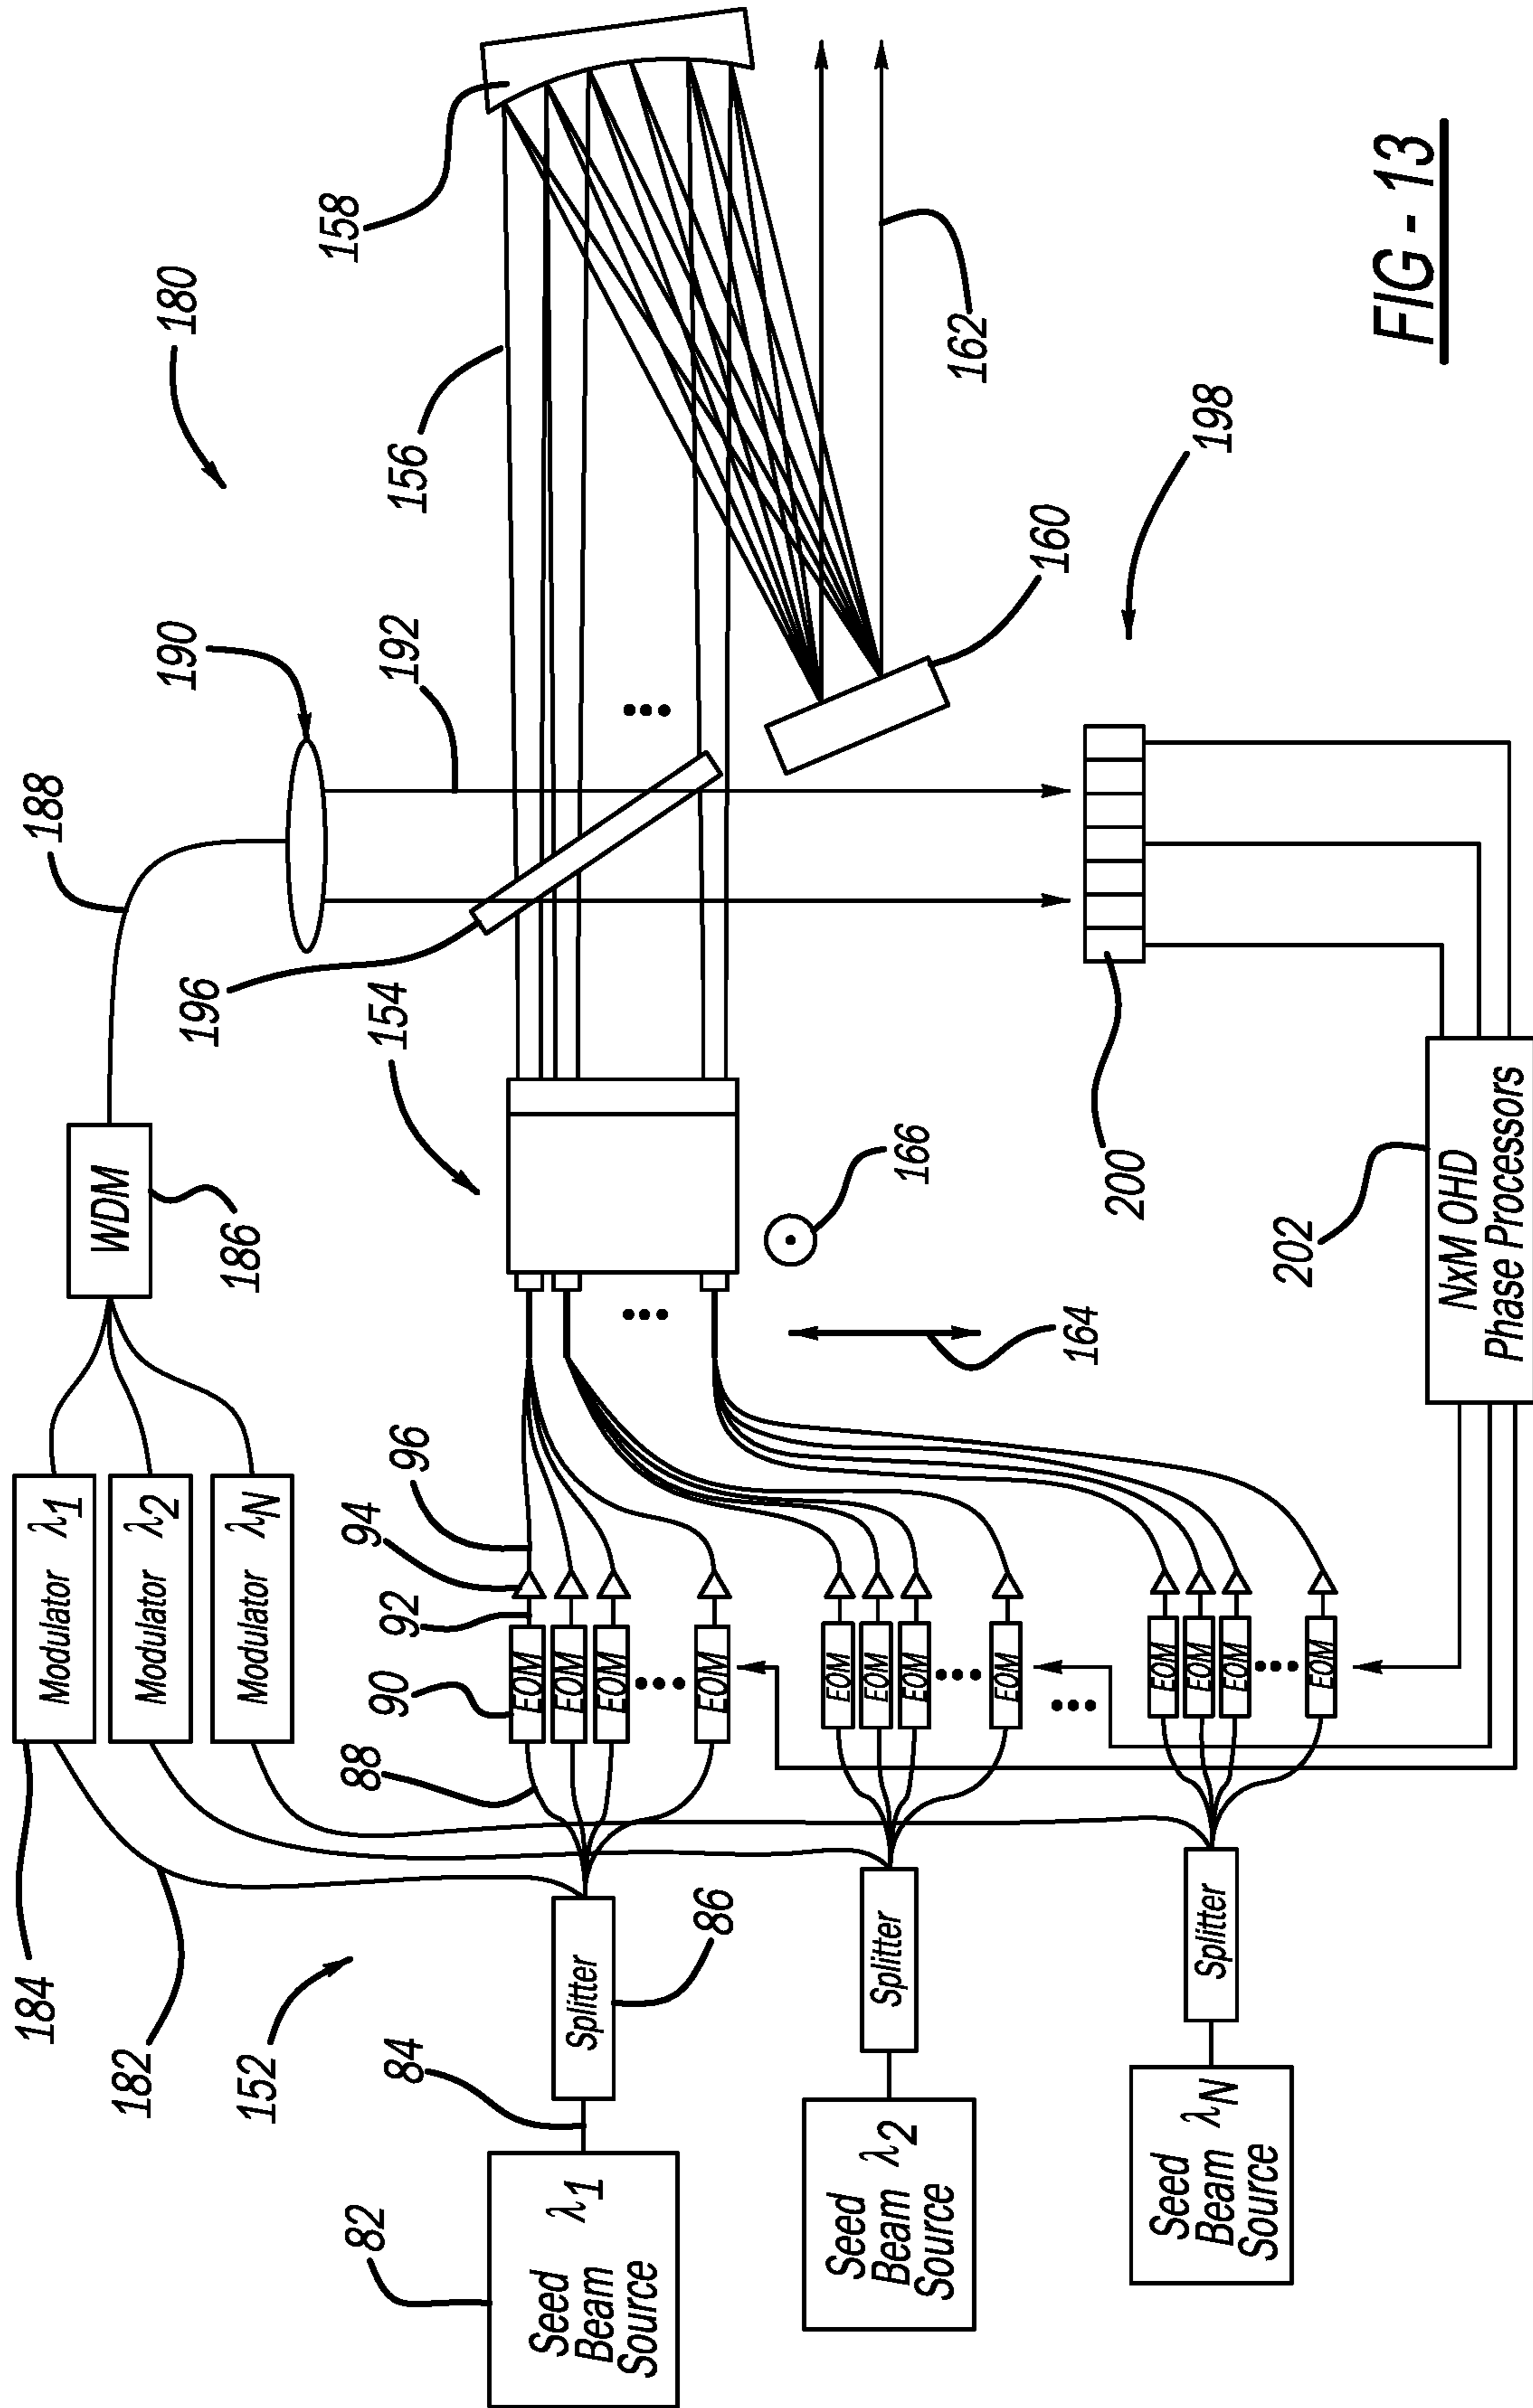 180
190
188
WDM
186
158
156
192
196
154
Modulator λ1
Modulator λ2
Modulator λN
184
182
152
96
94
92
90
88
EOM
EOM
EOM
EOM
82
Seed
Beam λ1
Source
84
Splitter
86
EOM
EOM
EOM
EOM
Seed
Beam λ2
Source
Splitter
EOM
EOM
EOM
EOM
Seed
Beam λN
Source
Splitter
166
164
162
160
198
200
202
NxM OHD
Phase Processors
FIG - 13